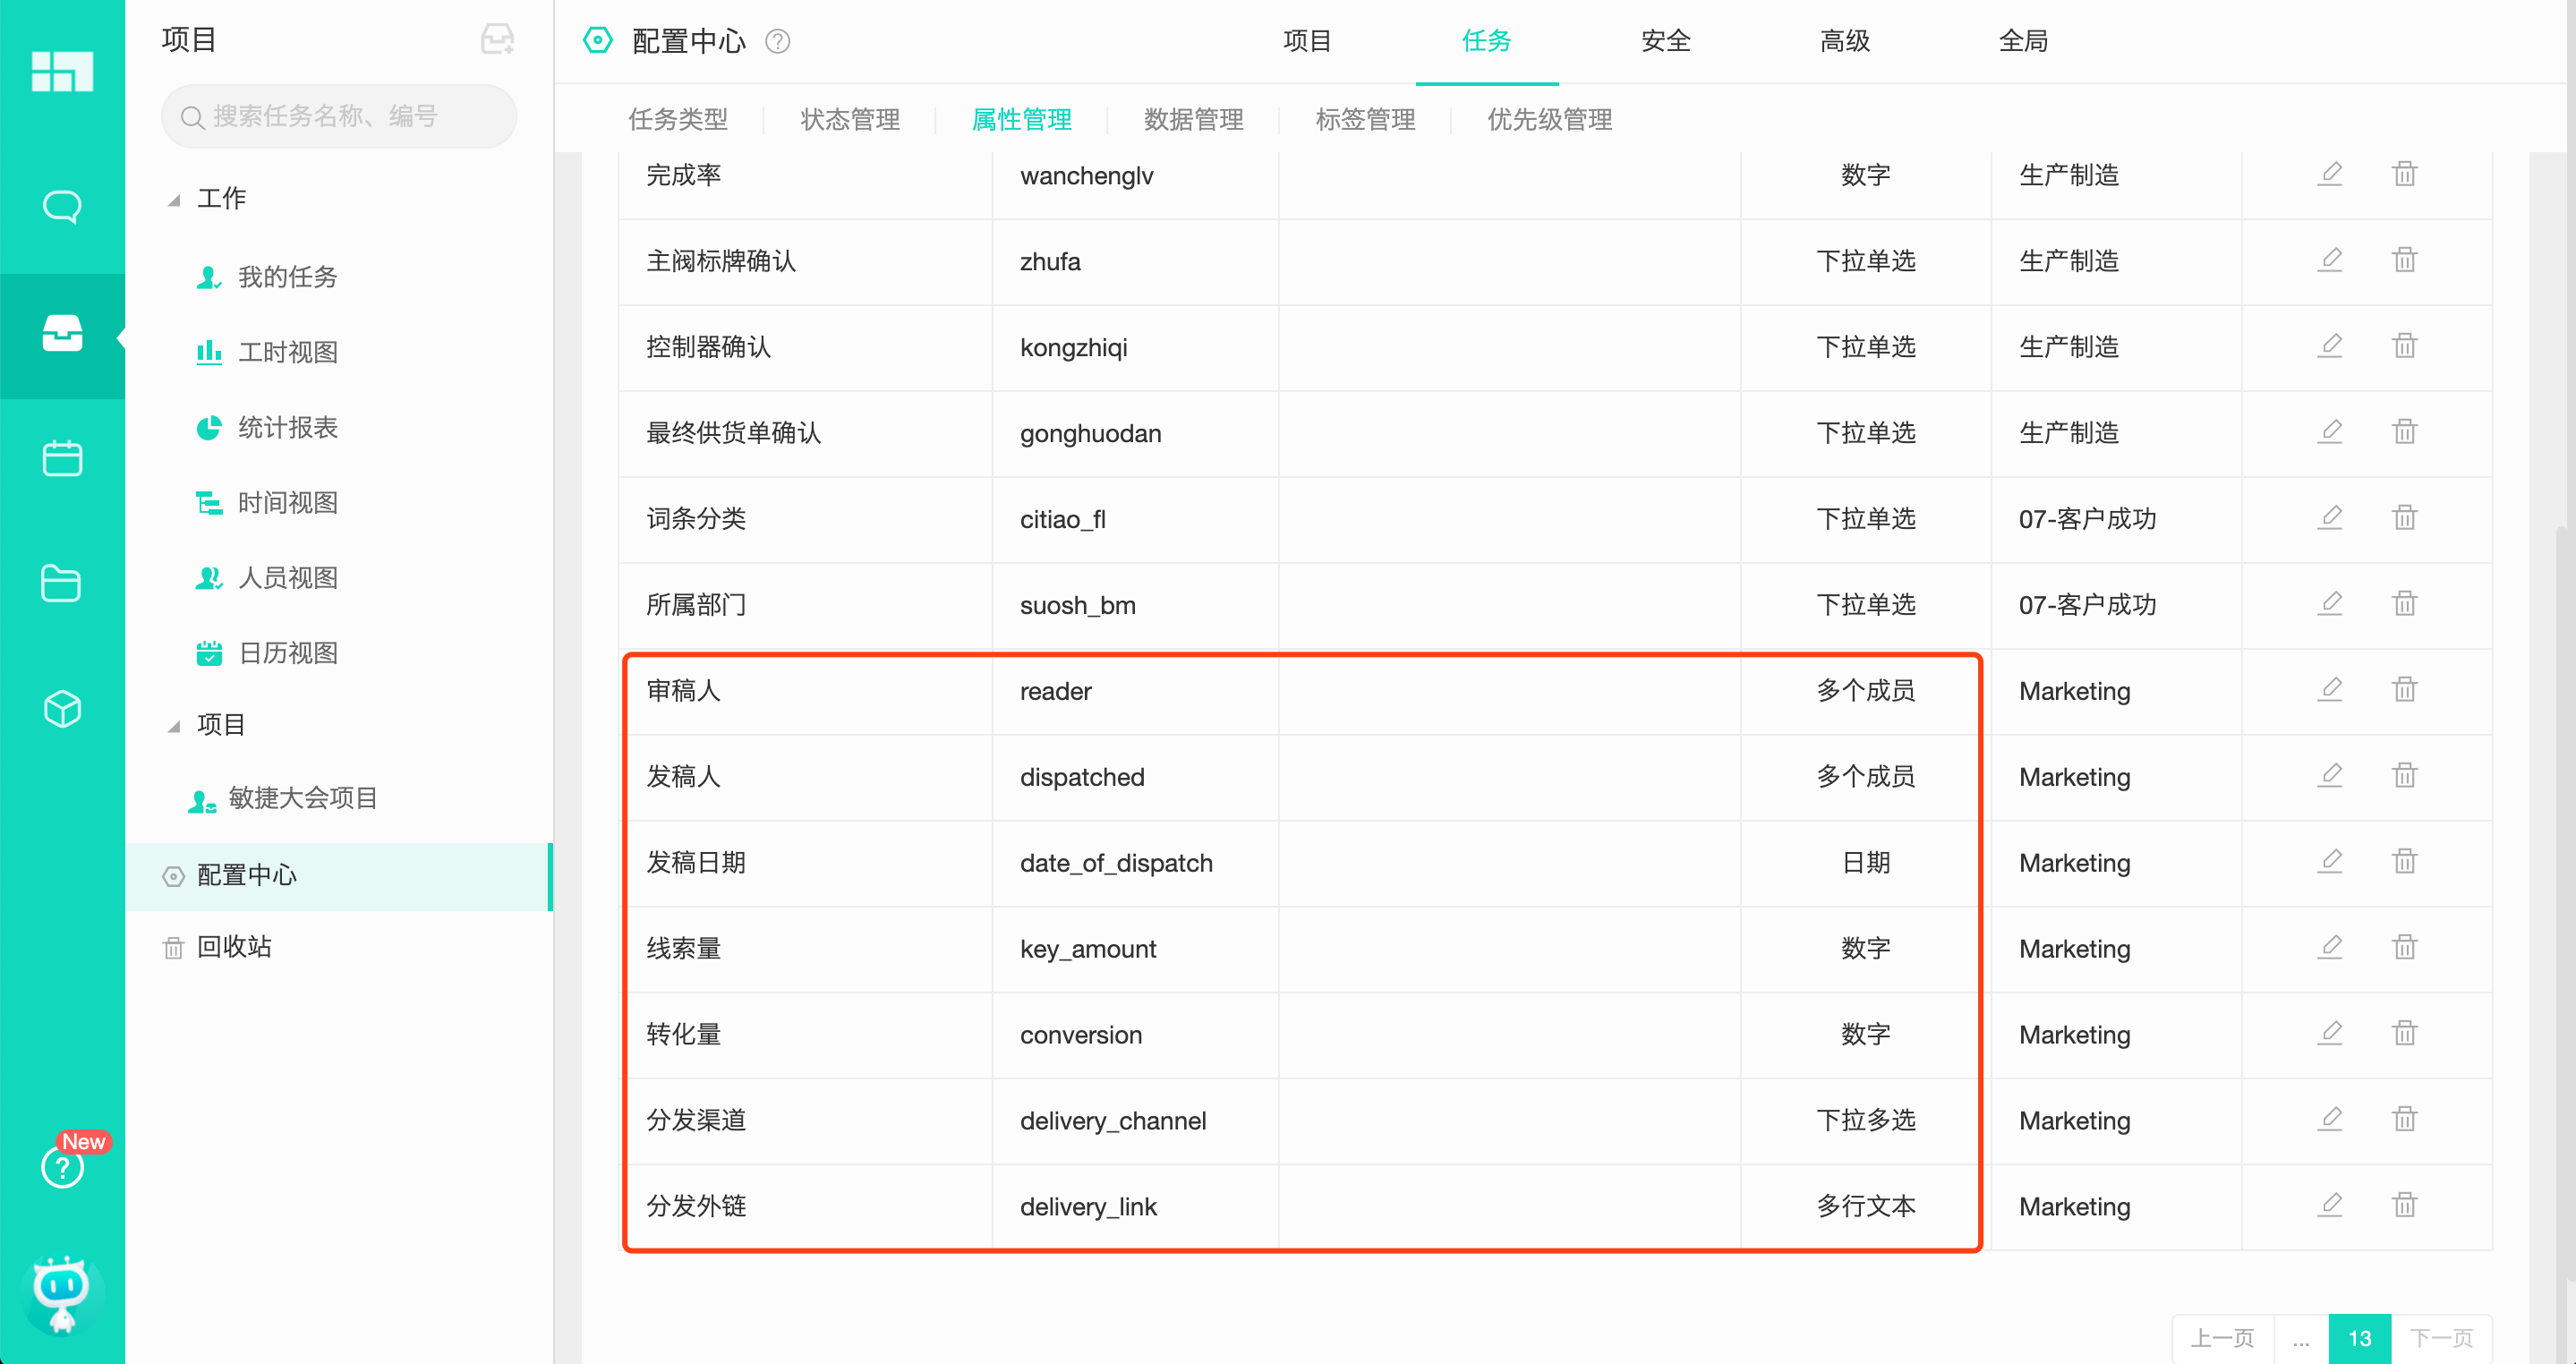 项目
搜索任务名称、编号
工作
我的任务
工时视图
统计报表
时间视图
人员视图
日历视图
项目
敏捷大会项目
配置中心
回收站
New
配置中心
项目 任务 安全 高级 全局
任务类型 状态管理 属性管理 数据管理 标签管理 优先级管理
完成率 wanchenglv 数字 生产制造
主阀标牌确认 zhufa 下拉单选 生产制造
控制器确认 kongzhiqi 下拉单选 生产制造
最终供货单确认 gonghuodan 下拉单选 生产制造
词条分类 citiao_fl 下拉单选 07-客户成功
所属部门 suosh_bm 下拉单选 07-客户成功
审稿人 reader 多个成员 Marketing
发稿人 dispatched 多个成员 Marketing
发稿日期 date_of_dispatch 日期 Marketing
线索量 key_amount 数字 Marketing
转化量 conversion 数字 Marketing
分发渠道 delivery_channel 下拉多选 Marketing
分发外链 delivery_link 多行文本 Marketing
上一页 ... 13 下一页